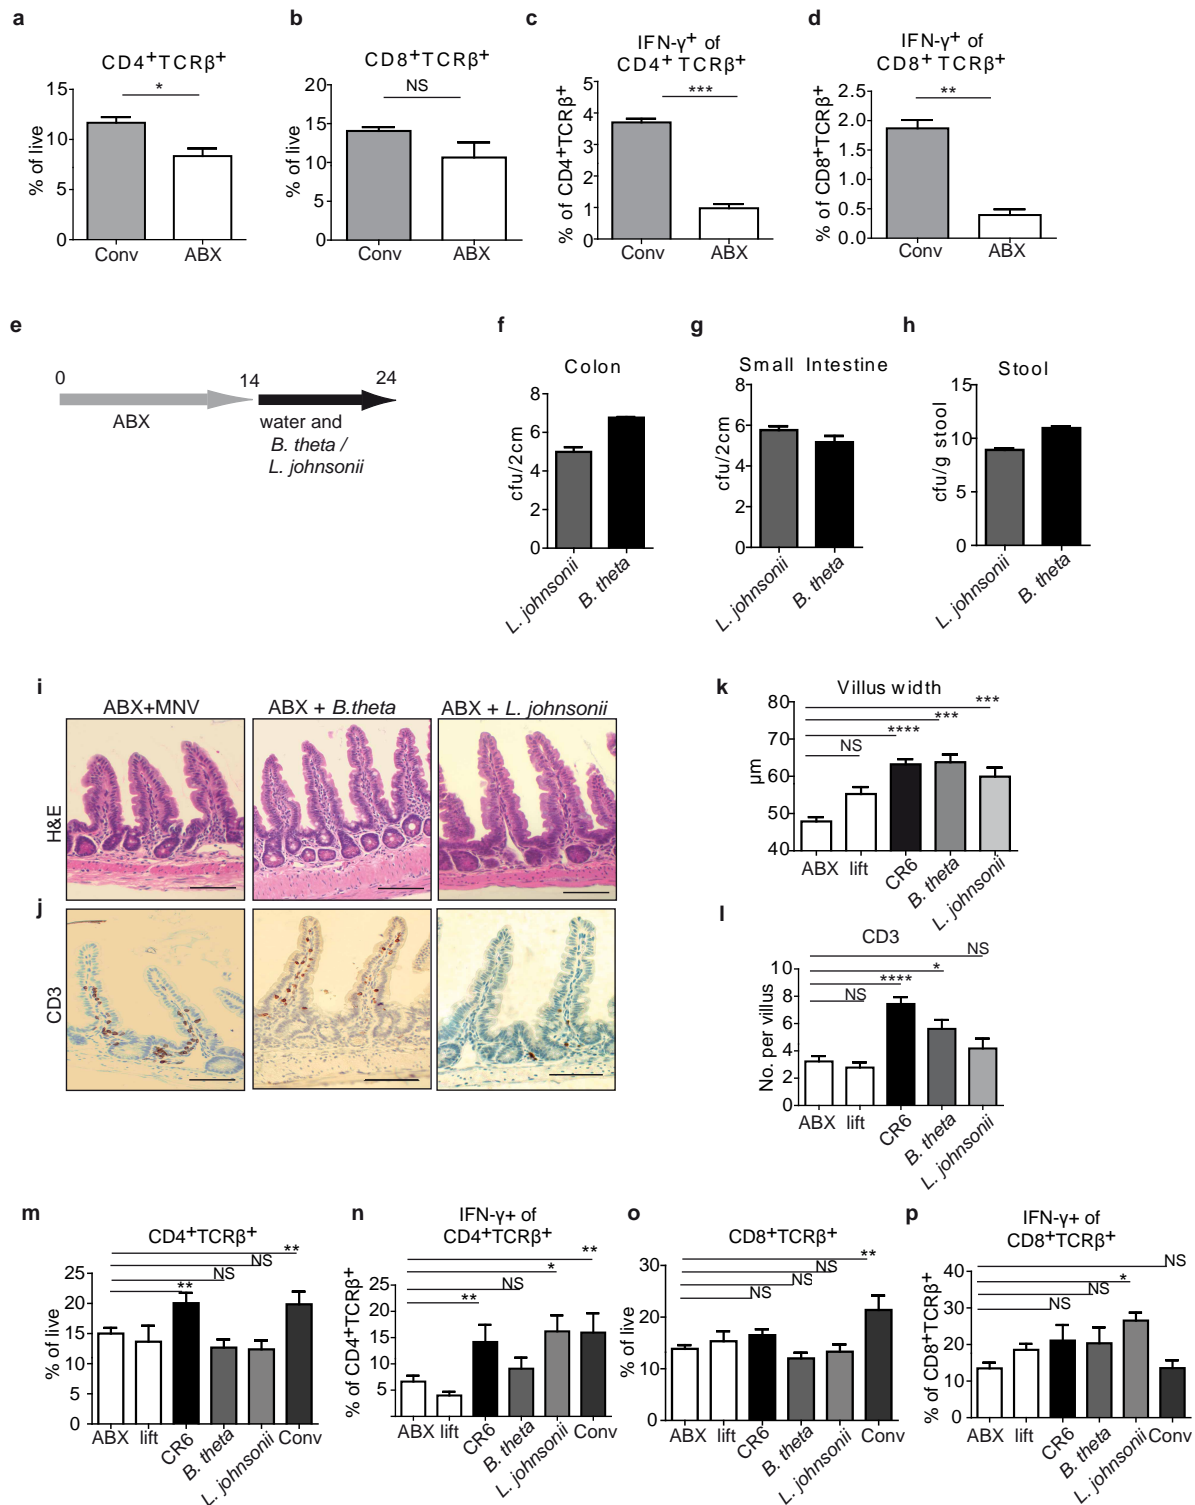 a
CD4+TCRβ+
*
15
10
5
0
% of live
Conv
ABX
b
CD8+TCRβ+
NS
20
15
10
5
0
% of live
Conv
ABX
c
IFN-γ+ of
CD4+ TCRβ+
***
5
4
3
2
1
0
% of CD4+TCRβ+
Conv
ABX
d
IFN-γ+ of
CD8+ TCRβ+
**
2.5
2.0
1.5
1.0
0.5
0.0
% of CD8+TCRβ+
Conv
ABX
e
0
14
24
ABX
water and
B. theta /
L. johnsonii
f
Colon
8
6
4
2
0
cfu/2cm
L. johnsonii
B. theta
g
Small Intestine
8
6
4
2
0
cfu/2cm
L. johnsonii
B. theta
h
Stool
15
10
5
0
cfu/g stool
L. johnsonii
B. theta
i
ABX+MNV
ABX + B.theta
ABX + L. johnsonii
H&E
j
CD3
k
Villus width
***
***
****
NS
80
70
60
50
40
µm
ABX
lift
CR6
B. theta
L. johnsonii
l
CD3
NS
*
****
NS
10
8
6
4
2
0
No. per villus
ABX
lift
CR6
B. theta
L. johnsonii
m
CD4+TCRβ+
**
NS
NS
**
25
20
15
10
5
0
% of live
ABX
lift
CR6
B. theta
L. johnsonii
Conv
n
IFN-γ+ of
CD4+TCRβ+
**
*
NS
**
25
20
15
10
5
% of CD4+TCRβ+
ABX
lift
CR6
B. theta
L. johnsonii
Conv
o
CD8+TCRβ+
**
NS
NS
NS
30
20
10
0
% of live
ABX
lift
CR6
B. theta
L. johnsonii
Conv
p
IFN-γ+ of
CD8+TCRβ+
NS
*
NS
NS
40
30
20
10
0
% of CD8+TCRβ+
ABX
lift
CR6
B. theta
L. johnsonii
Conv